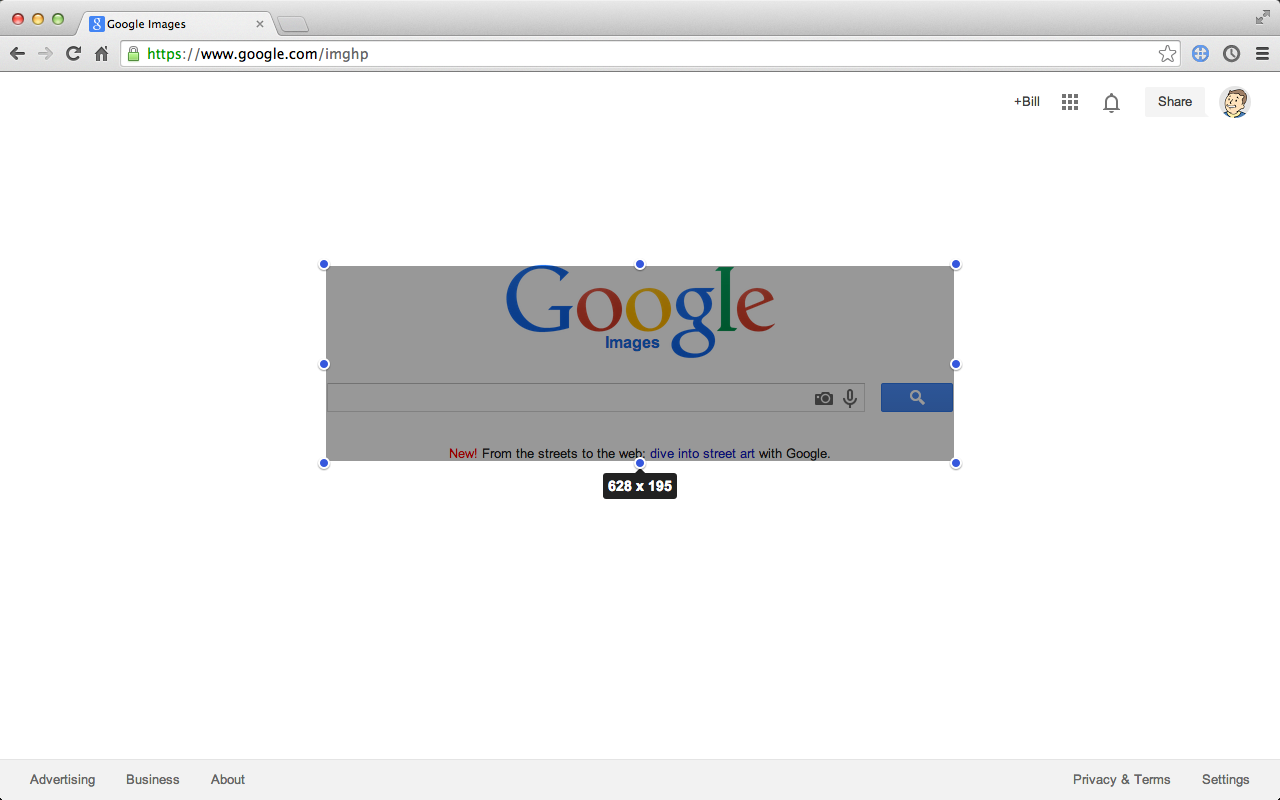 Google Images
https://www.google.com/imghp
+Bill
Share
Google
Images
New! From the streets to the web: dive into street art with Google.
628 x 195
Advertising Business About Privacy & Terms Settings